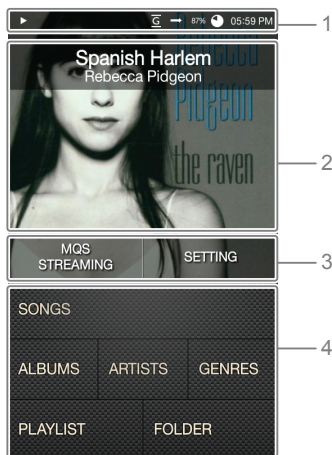 G 87% 05:59 PM 1
Spanish Harlem
Rebecca Pidgeon
Rebecca
Pidgeon
the raven 2
MQS
STREAMING SETTING 3
SONGS
ALBUMS ARTISTS GENRES 4
PLAYLIST FOLDER